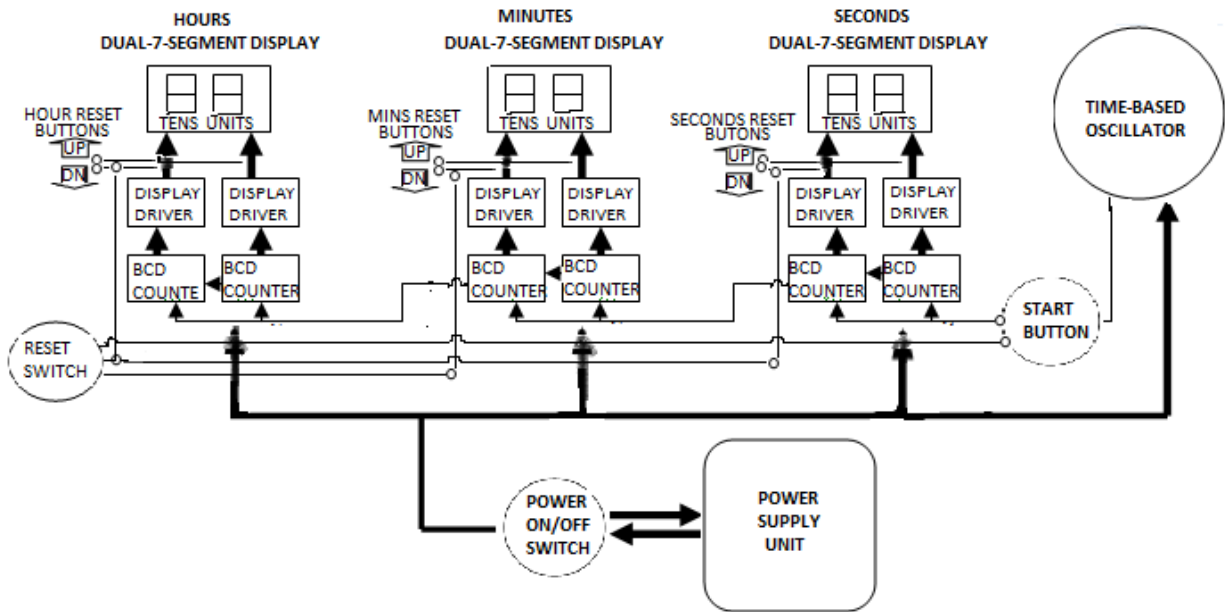 HOURS
DUAL-7-SEGMENT DISPLAY
MINUTES
DUAL-7-SEGMENT DISPLAY
SECONDS
DUAL-7-SEGMENT DISPLAY
TIME-BASED
OSCILLATOR
HOUR RESET
BUTTONS
UP
DN
TENS UNITS
MINS RESET
BUTTONS
UP
DN
TENS UNITS
SECONDS RESET
BUTONS
UP
DN
TENS UNITS
DISPLAY
DRIVER
DISPLAY
DRIVER
DISPLAY
DRIVER
DISPLAY
DRIVER
DISPLAY
DRIVER
DISPLAY
DRIVER
BCD
COUNTE
BCD
COUNTER
BCD
COUNTER
BCD
COUNTER
BCD
COUNTER
BCD
COUNTER
START
BUTTON
RESET
SWITCH
POWER
ON/OFF
SWITCH
POWER
SUPPLY
UNIT